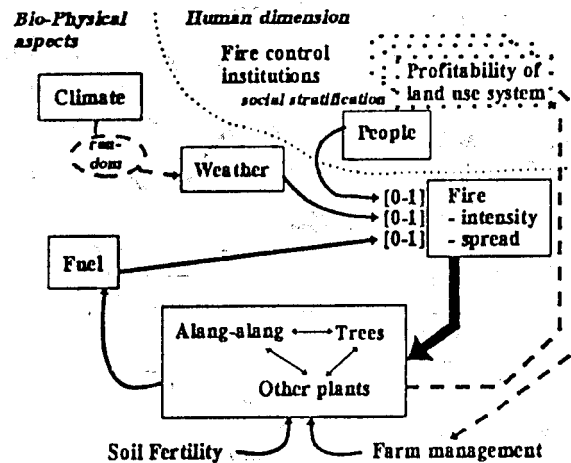 Bio-Physical
aspects
Human dimension
Fire control
institutions
social stratification
Profitability of
land use system
Climate
ran-
dom
Weather
People
[0-1]
[0-1]
[0-1]
Fire
- intensity
- spread
Fuel
Alang-alang
Trees
Other plants
Soil Fertility
Farm management